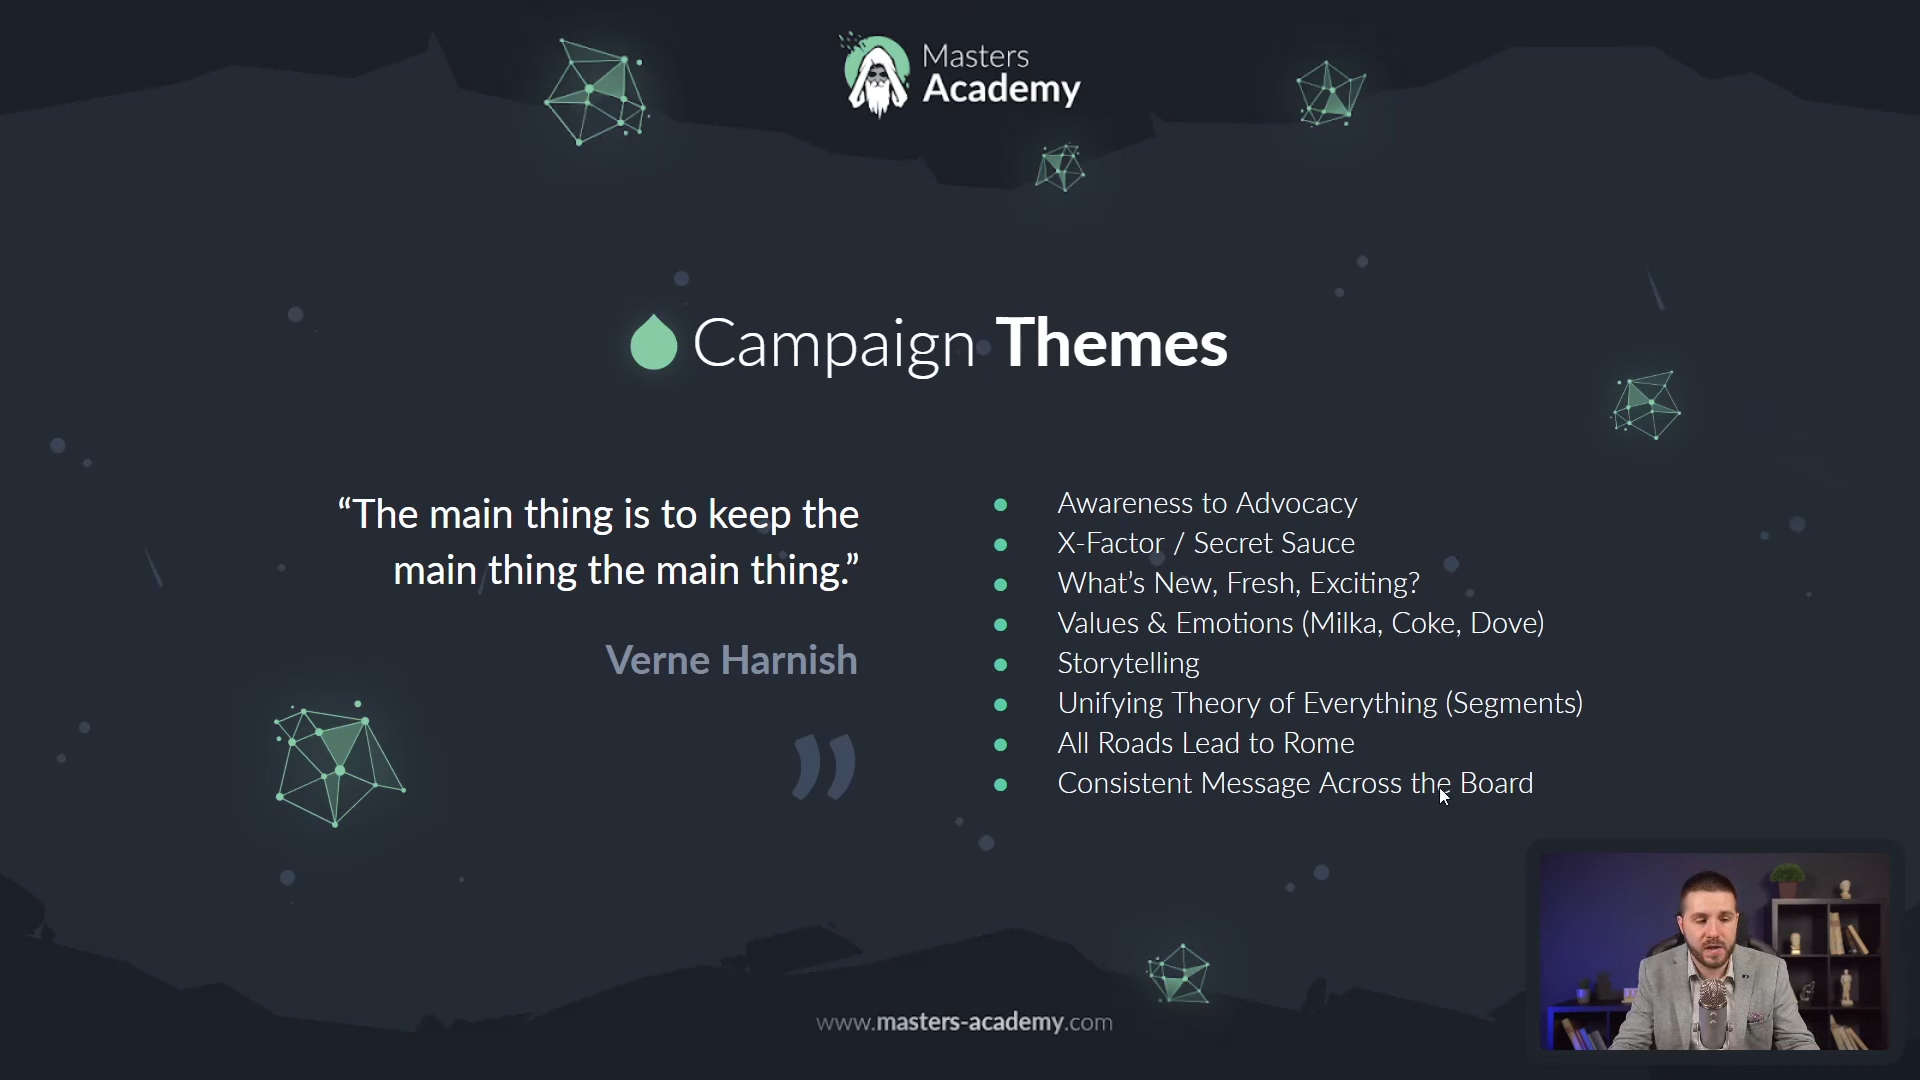 Masters
Academy
Campaign Themes
“The main thing is to keep the
main thing the main thing.”
Verne Harnish
”
Awareness to Advocacy
X-Factor / Secret Sauce
What’s New, Fresh, Exciting?
Values & Emotions (Milka, Coke, Dove)
Storytelling
Unifying Theory of Everything (Segments)
All Roads Lead to Rome
Consistent Message Across the Board
www.masters-academy.com